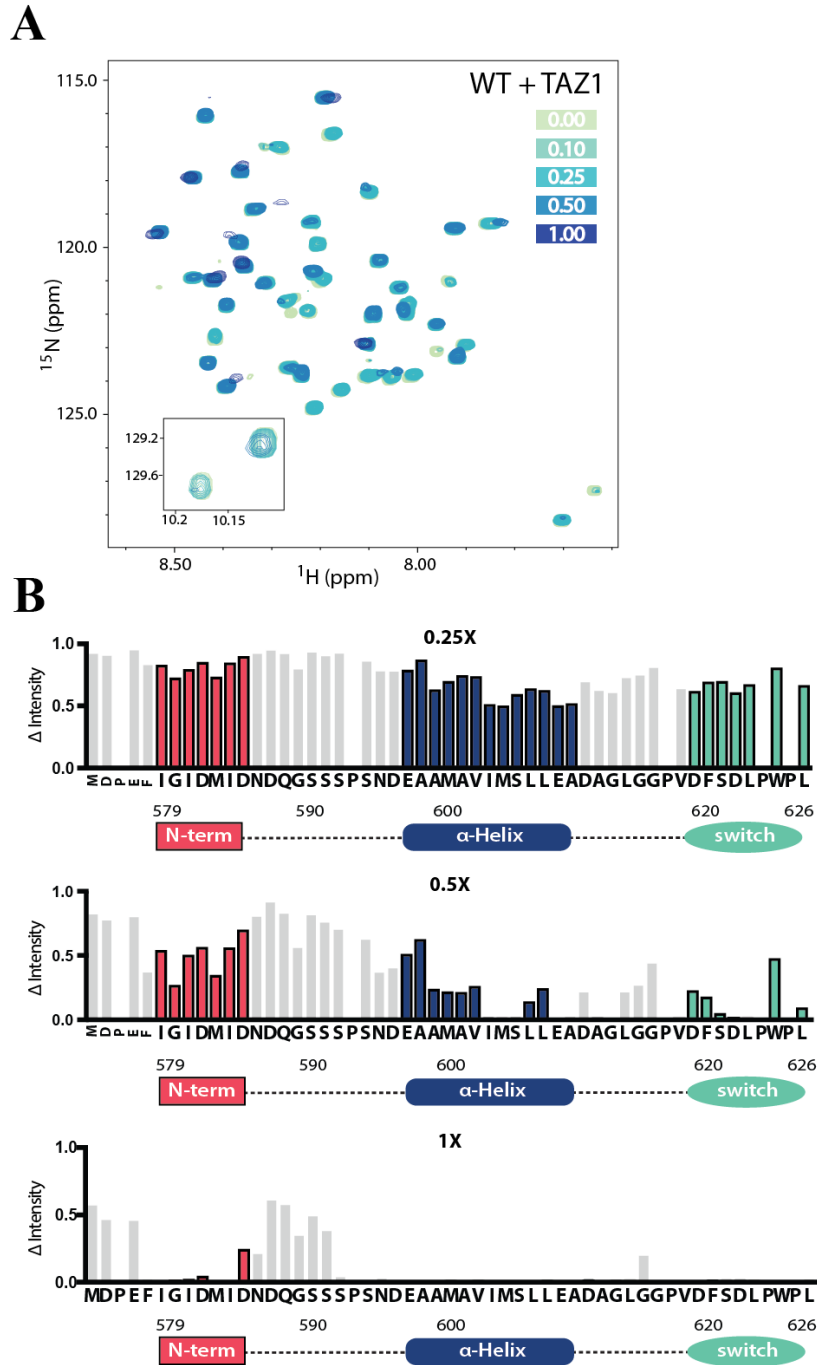 A
WT + TAZ1
0.00
0.10
0.25
0.50
1.00
115.0
120.0
125.0
15N (ppm)
129.2
129.6
10.2 10.15
8.50 8.00
1H (ppm)
B
0.25X
1.0
0.5
0.0
Δ Intensity
MDPEFIGIDMIDNDQGSSSPSNDEAAMAVIMSLLEADAGLGGPVDFSDLPWPL
579 590 600 620 626
N-term α-Helix switch
0.5X
1.0
0.5
0.0
Δ Intensity
MDPEFIGIDMIDNDQGSSSPSNDEAAMAVIMSLLEADAGLGGPVDFSDLPWPL
579 590 600 620 626
N-term α-Helix switch
1X
1.0
0.5
0.0
Δ Intensity
MDPEFIGIDMIDNDQGSSSPSNDEAAMAVIMSLLEADAGLGGPVDFSDLPWPL
579 590 600 620 626
N-term α-Helix switch